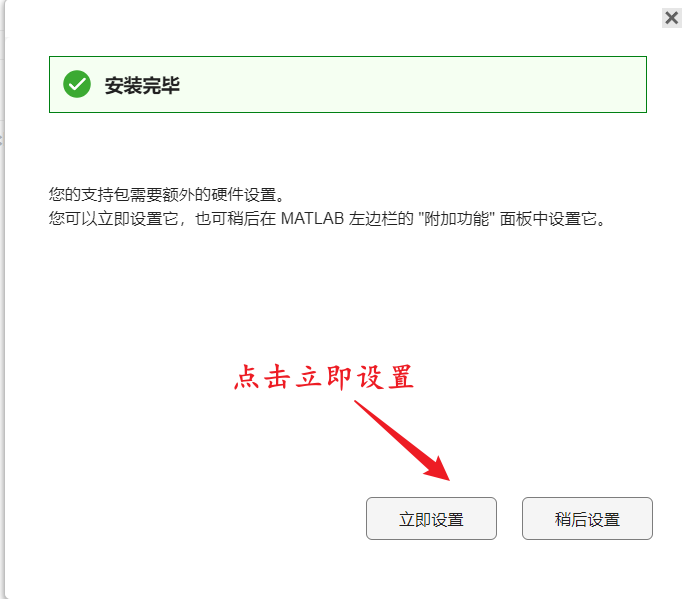 安装完毕
您的支持包需要额外的硬件设置。
您可以立即设置它，也可稍后在 MATLAB 左边栏的 "附加功能" 面板中设置它。
点击立即设置
立即设置
稍后设置